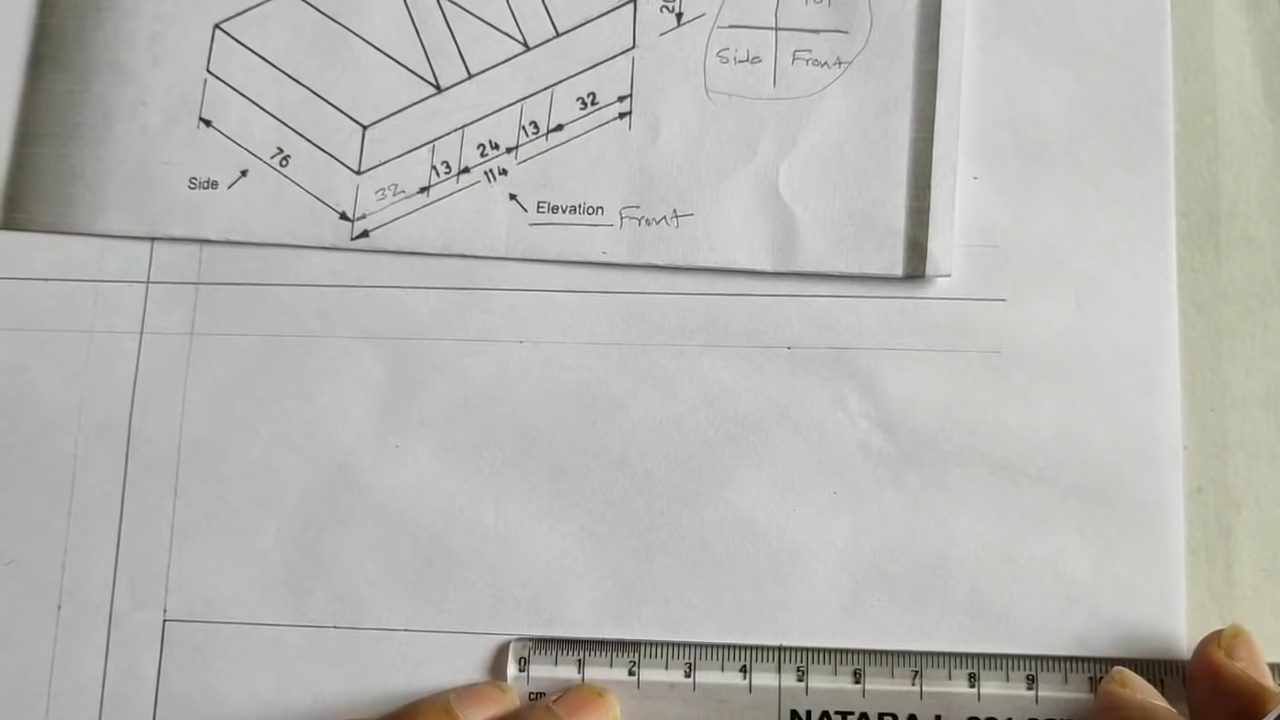 Side
Front
32
13
24
13
32
114
76
Side
Elevation
Front
0 1 2 3 4 5 6 7 8 9
cm